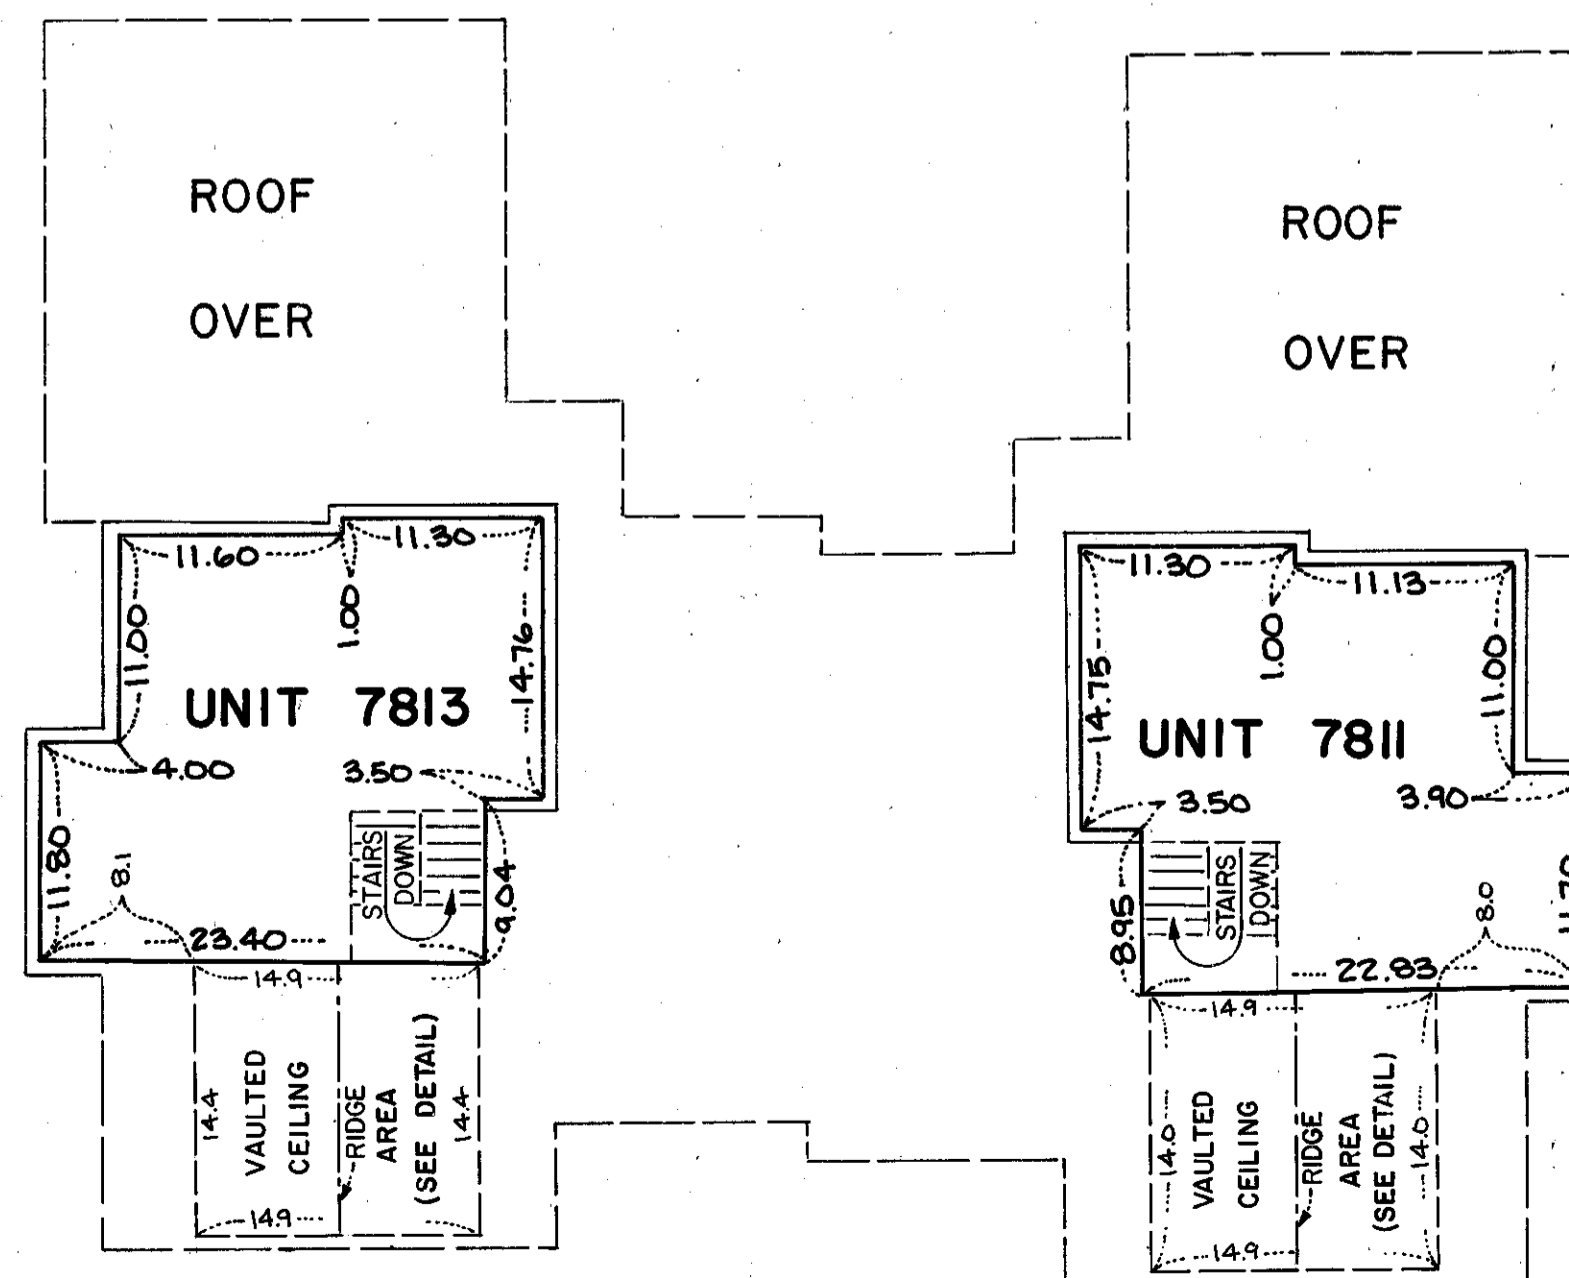 ROOF
OVER
ROOF
OVER
11.60
11.30
1.00
11.00
14.76
UNIT 7813
4.00
3.50
11.80
8.1
STAIRS
DOWN
9.04
23.40
14.9
14.4
VAULTED
CEILING
RIDGE
AREA
(SEE DETAIL)
14.4
14.9
11.30
11.13
1.00
14.75
11.00
UNIT 7811
3.50
3.90
STAIRS
DOWN
8.95
8.0
22.83
14.9
14.0
VAULTED
CEILING
RIDGE
AREA
(SEE DETAIL)
14.0
14.9